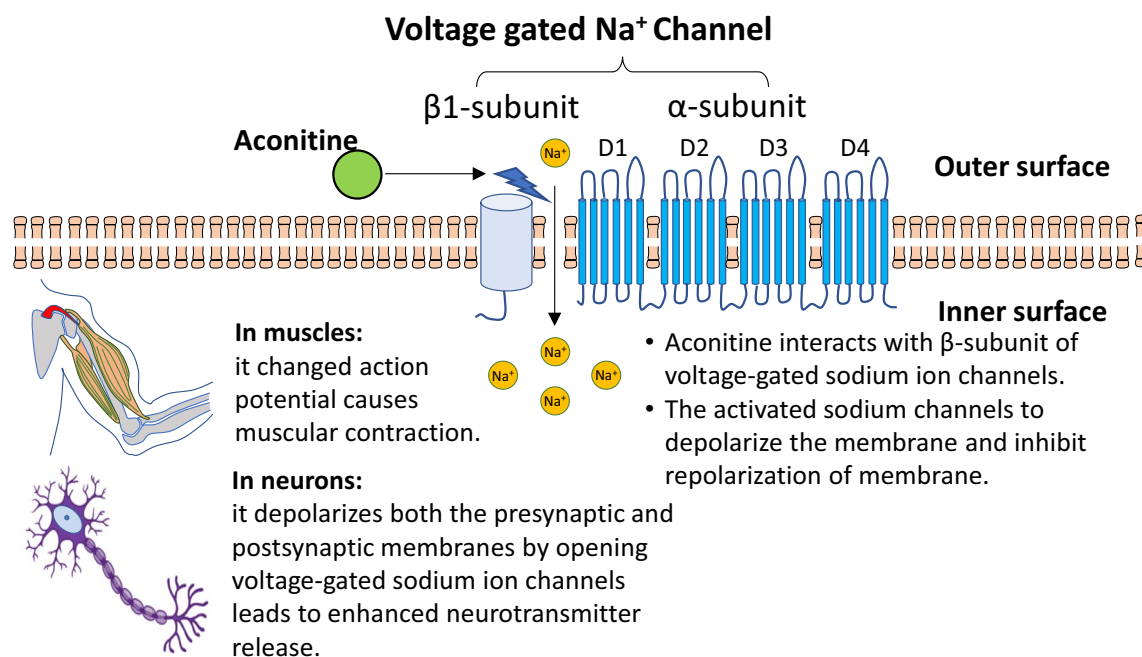 Voltage gated Na⁺ Channel
β1-subunit
α-subunit
Aconitine
Na⁺
D1
D2
D3
D4
Outer surface
Inner surface
In muscles:
it changed action
potential causes
muscular contraction.
Na⁺
Na⁺
Na⁺
Na⁺
• Aconitine interacts with β-subunit of
voltage-gated sodium ion channels.
• The activated sodium channels to
depolarize the membrane and inhibit
repolarization of membrane.
In neurons:
it depolarizes both the presynaptic and
postsynaptic membranes by opening
voltage-gated sodium ion channels
leads to enhanced neurotransmitter
release.